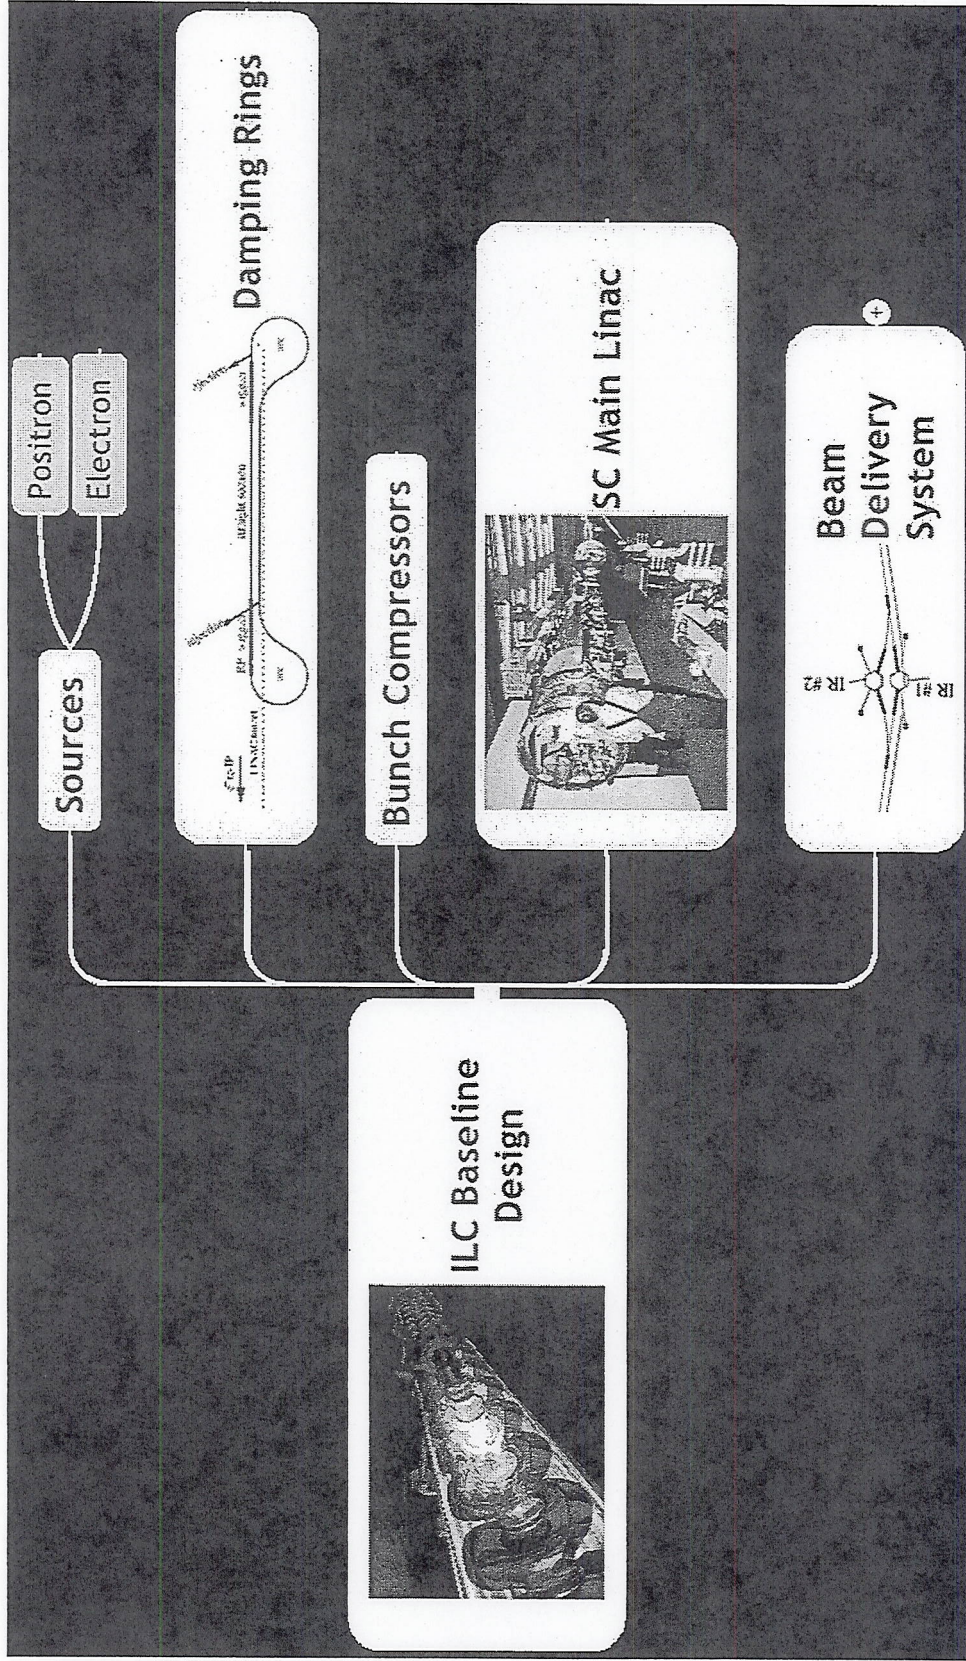 ILC Baseline
Design
Sources
Positron
Electron
Damping Rings
Bunch Compressors
SC Main Linac
Beam
Delivery
System
IR #2
IR #1